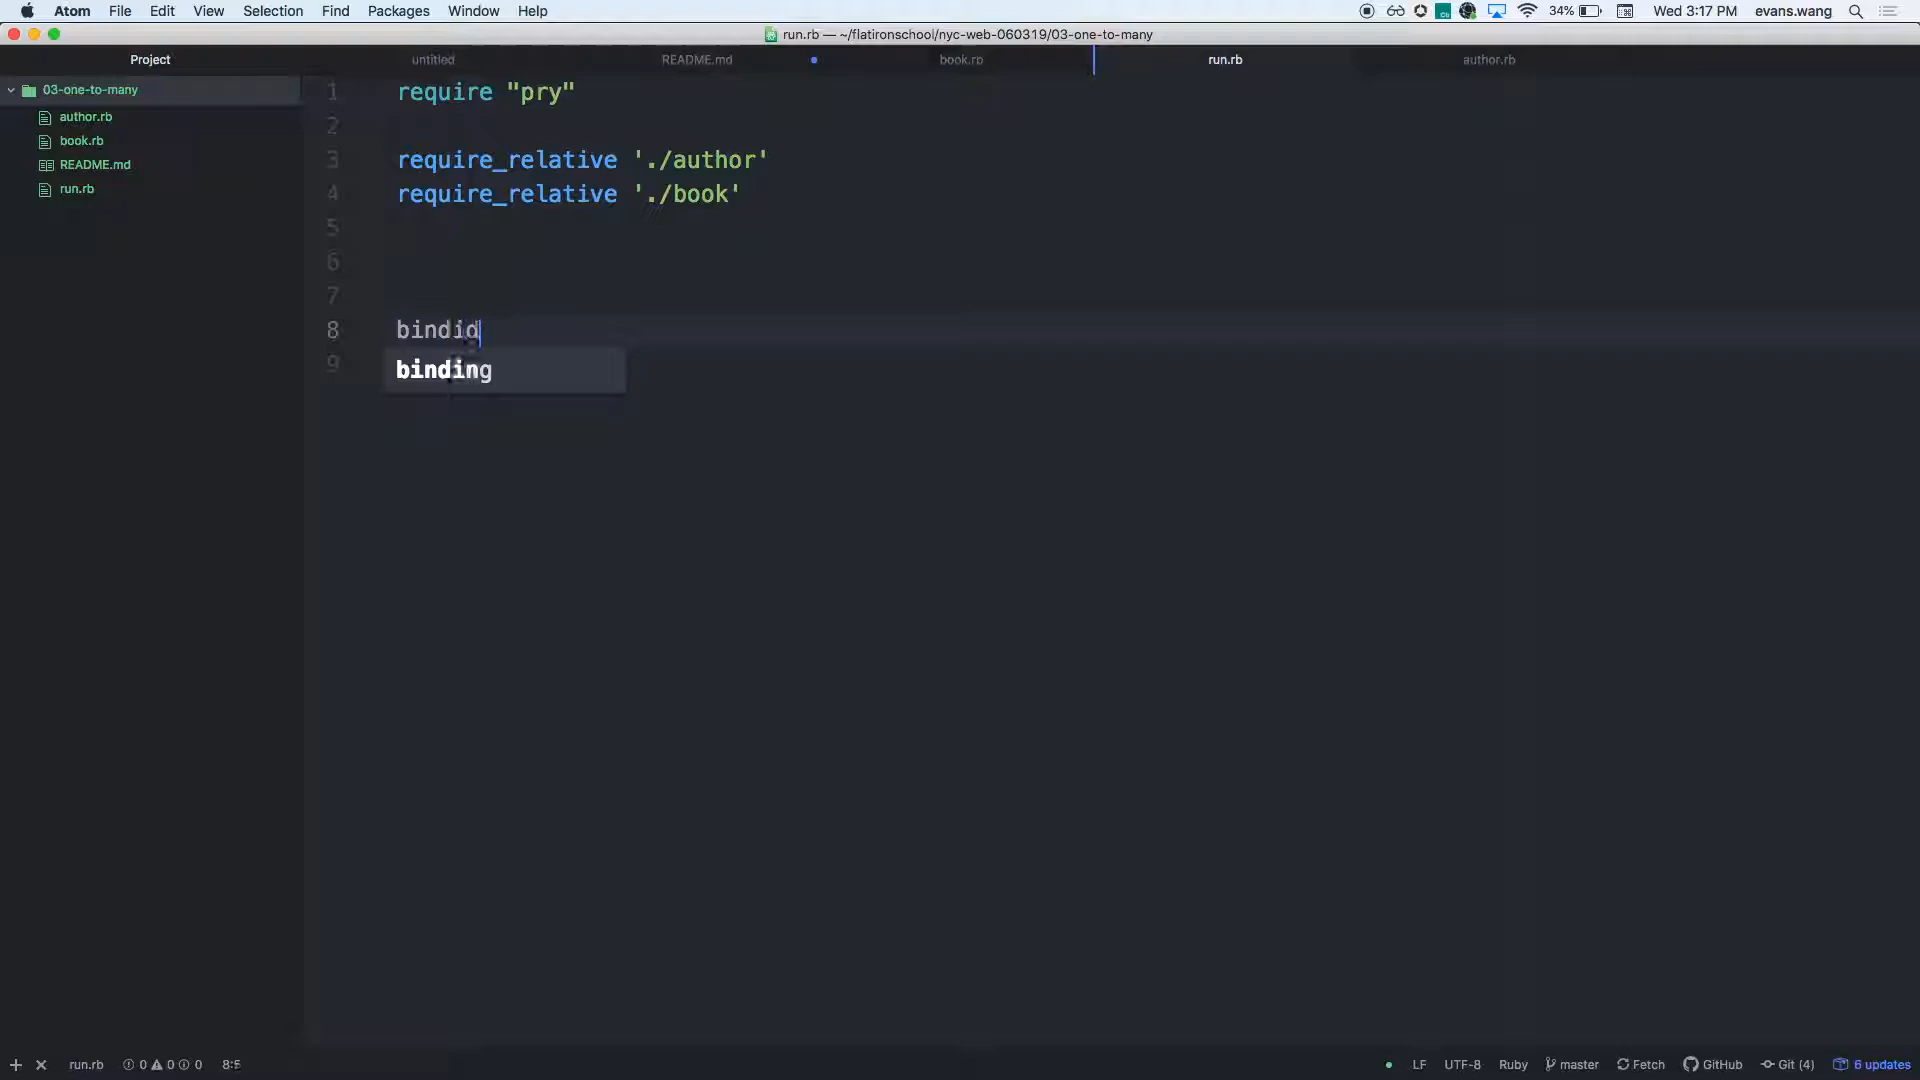 Atom File Edit View Selection Find Packages Window Help 34% Wed 3:17 PM evans.wang
run.rb — ~/flatironschool/nyc-web-060319/03-one-to-many
Project untitled README.md book.rb run.rb author.rb
03-one-to-many
author.rb
book.rb
README.md
run.rb
1 require "pry"
2
3 require_relative './author'
4 require_relative './book'
5
6
7
8
9
binding
run.rb 0 0 0 LF UTF-8 Ruby master Fetch GitHub Git (4) 6 updates